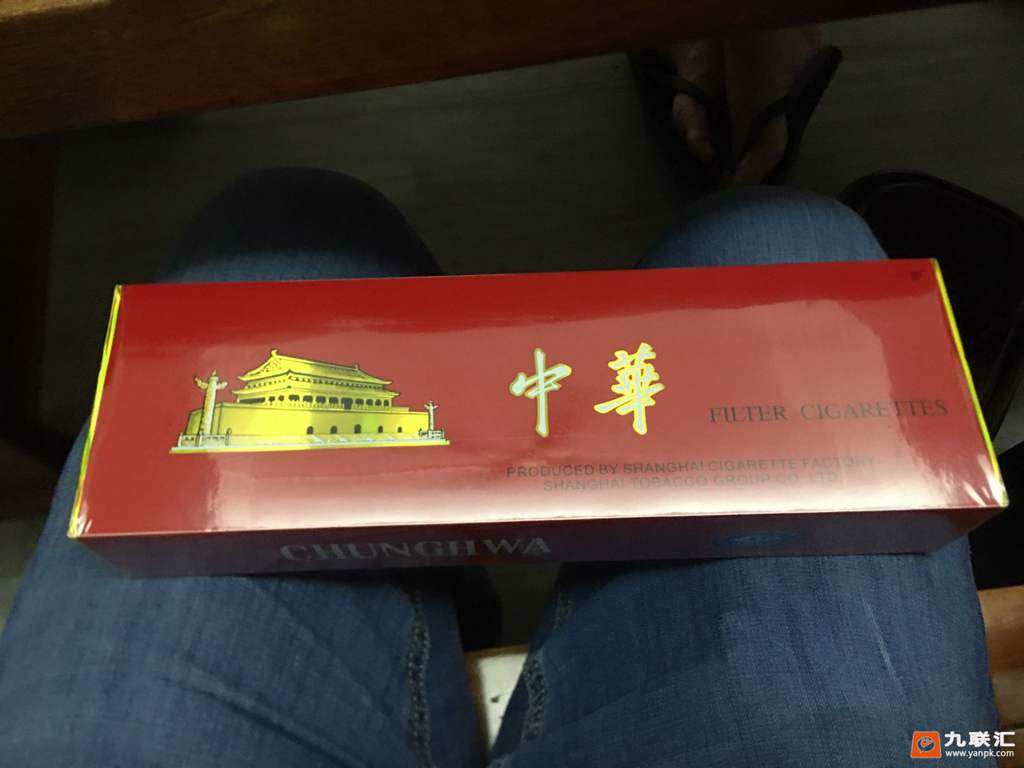 中華
FILTER CIGARETTES
PRODUCED BY SHANGHAI CIGARETTE FACTORY
SHANGHAI TOBACCO GROUP CO. LTD
CHUNGHWA
九联汇
www.yanpk.com